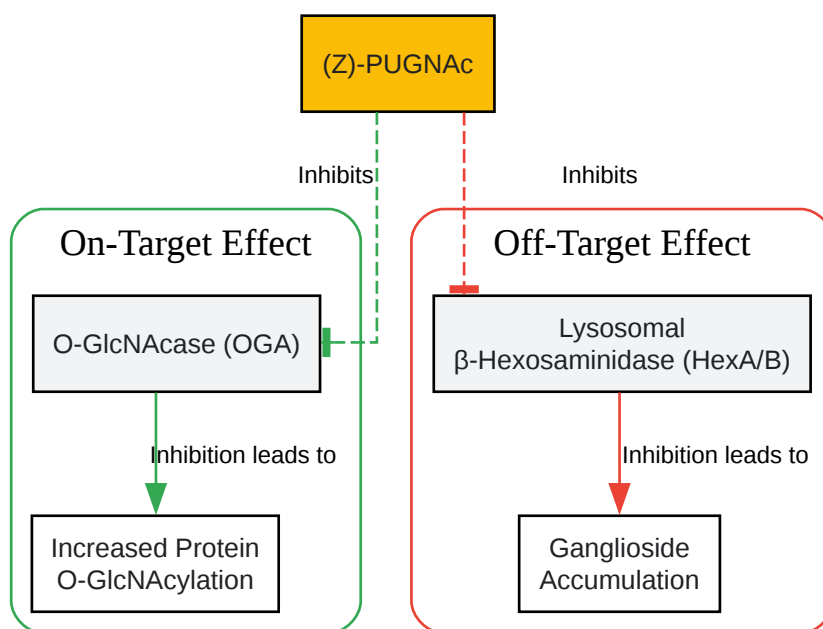 (Z)-PUGNAc
Inhibits
Inhibits
On-Target Effect
Off-Target Effect
O-GlcNAcase (OGA)
Lysosomal
β-Hexosaminidase (HexA/B)
Inhibition leads to
Inhibition leads to
Increased Protein
O-GlcNAcylation
Ganglioside
Accumulation